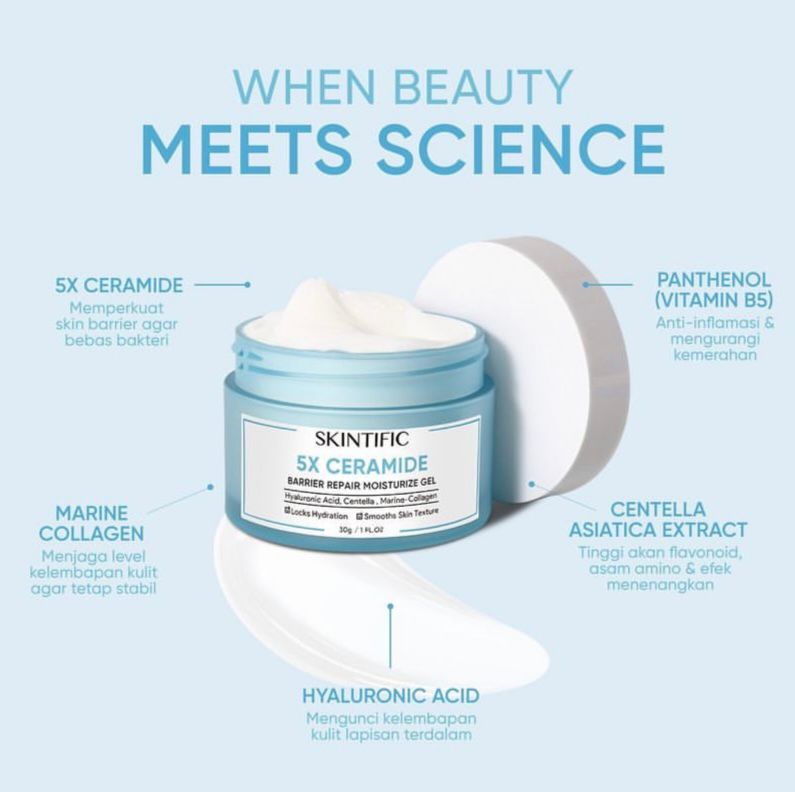 WHEN BEAUTY
MEETS SCIENCE
5X CERAMIDE
Memperkuat
skin barrier agar
bebas bakteri
PANTHENOL
(VITAMIN B5)
Anti-inflamasi &
mengurangi
kemerahan
SKINTIFIC
5X CERAMIDE
BARRIER REPAIR MOISTURIZE GEL
Hyaluronic Acid, Centella, Marine-Collagen
Locks Hydration Smooths Skin Texture
30g / 1 FL.OZ
MARINE
COLLAGEN
Menjaga level
kelembapan kulit
agar tetap stabil
CENTELLA
ASIATICA EXTRACT
Tinggi akan flavonoid,
asam amino & efek
menenangkan
HYALURONIC ACID
Mengunci kelembapan
kulit lapisan terdalam